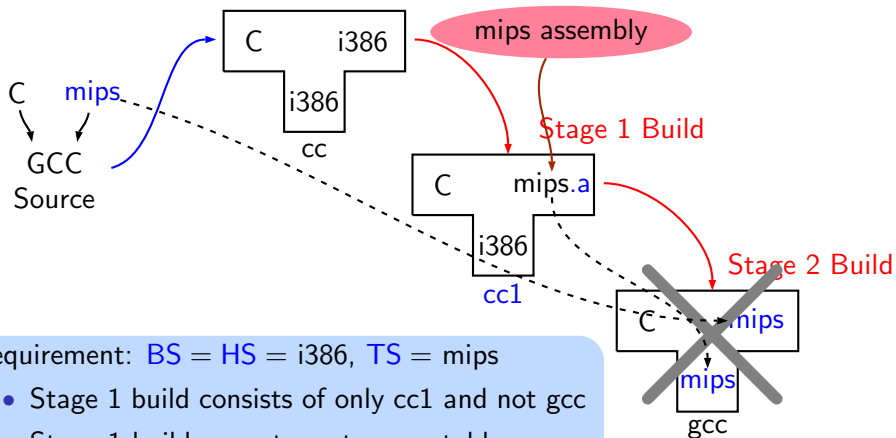 mips assembly
C i386
i386
cc
C mips
GCC
Source
Stage 1 Build
C mips.a
i386
cc1
Stage 2 Build
C mips
mips
gcc
equirement: BS = HS = i386, TS = mips
• Stage 1 build consists of only cc1 and not gcc